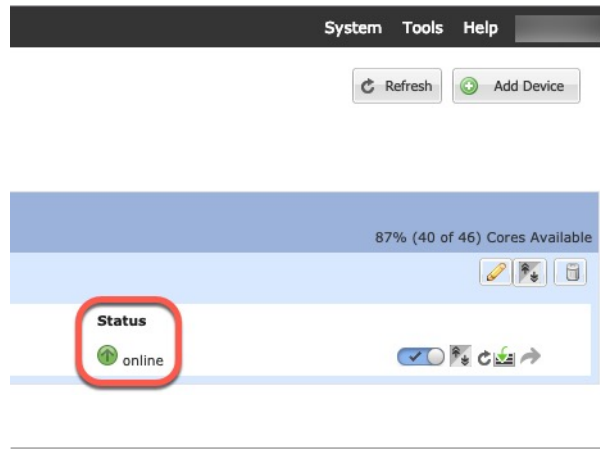 System Tools Help
Refresh Add Device
87% (40 of 46) Cores Available
Status
online